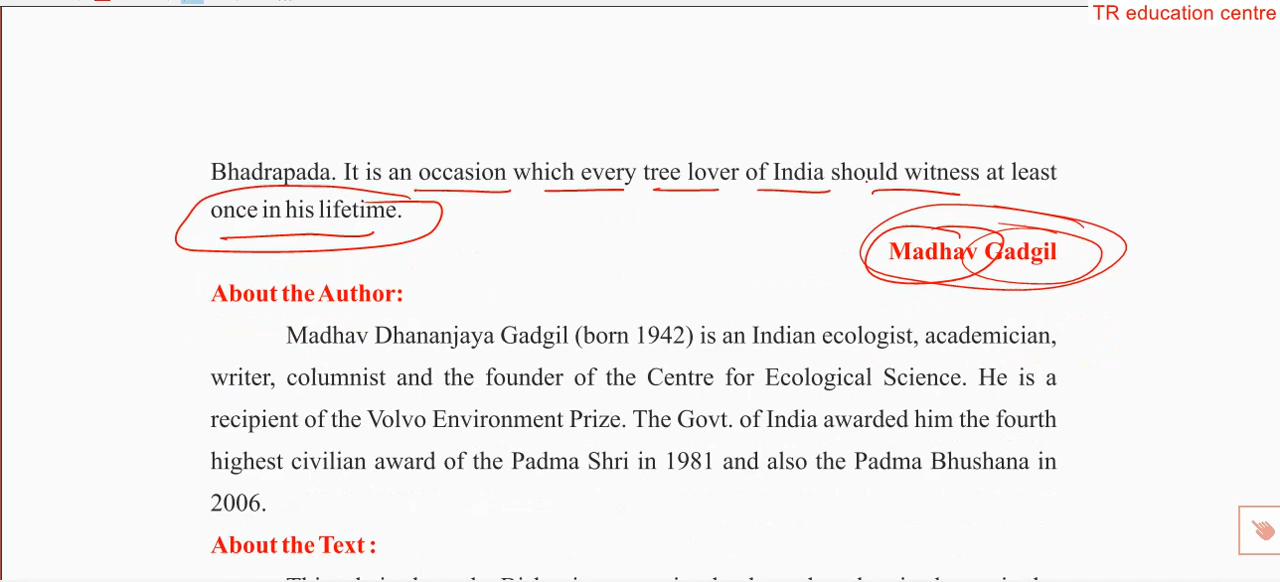 TR education centre
Bhadrapada. It is an occasion which every tree lover of India should witness at least
once in his lifetime.
Madhav Gadgil
About the Author:
Madhav Dhananjaya Gadgil (born 1942) is an Indian ecologist, academician,
writer, columnist and the founder of the Centre for Ecological Science. He is a
recipient of the Volvo Environment Prize. The Govt. of India awarded him the fourth
highest civilian award of the Padma Shri in 1981 and also the Padma Bhushana in
2006.
About the Text :